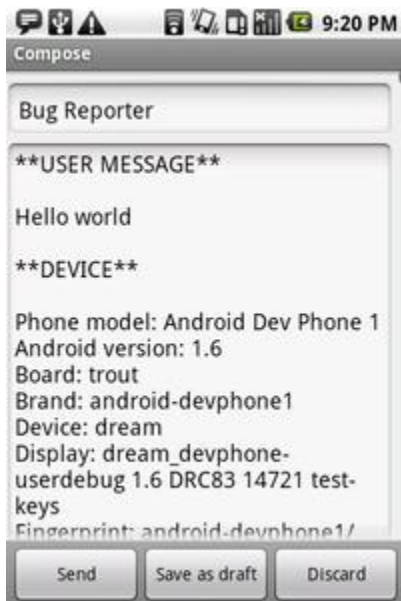 9:20 PM
Compose
Bug Reporter
**USER MESSAGE**
Hello world
**DEVICE**
Phone model: Android Dev Phone 1
Android version: 1.6
Board: trout
Brand: android-devphone1
Device: dream
Display: dream_devphone-
userdebug 1.6 DRC83 14721 test-
keys
Fingerprint: android-devphone1/
Send Save as draft Discard